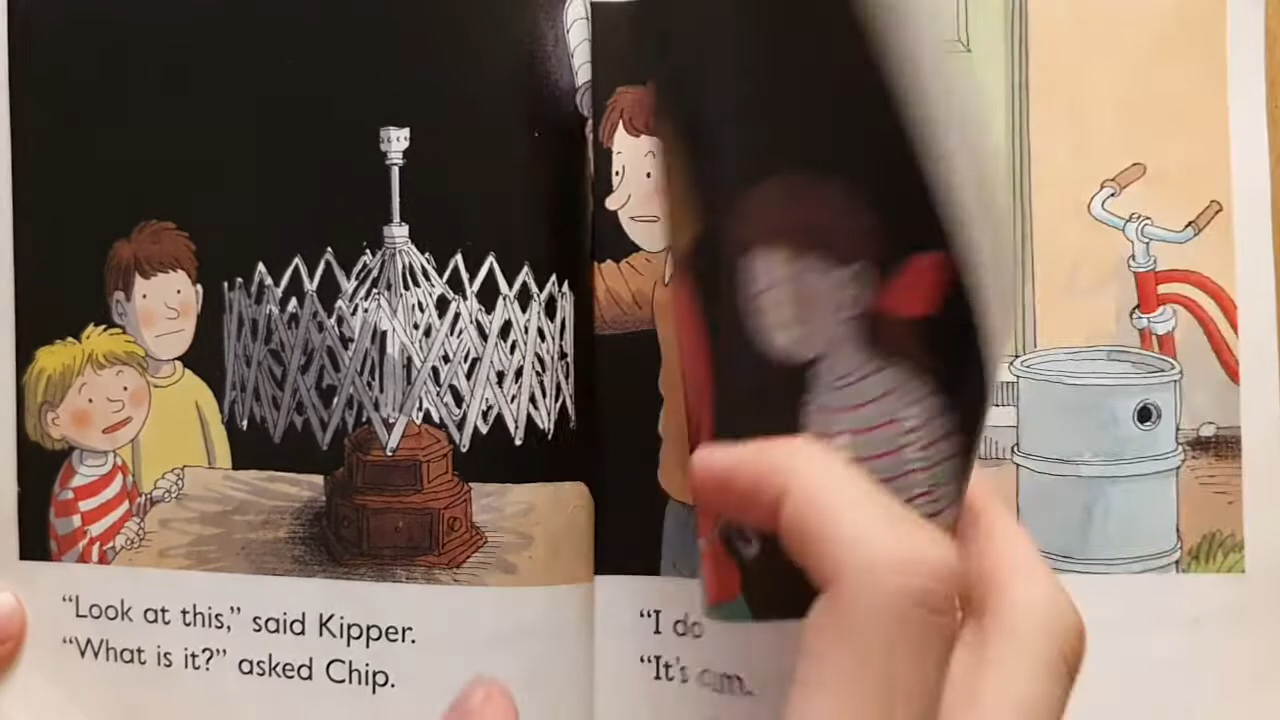 “Look at this,” said Kipper.
“What is it?” asked Chip.
“I do
“It's